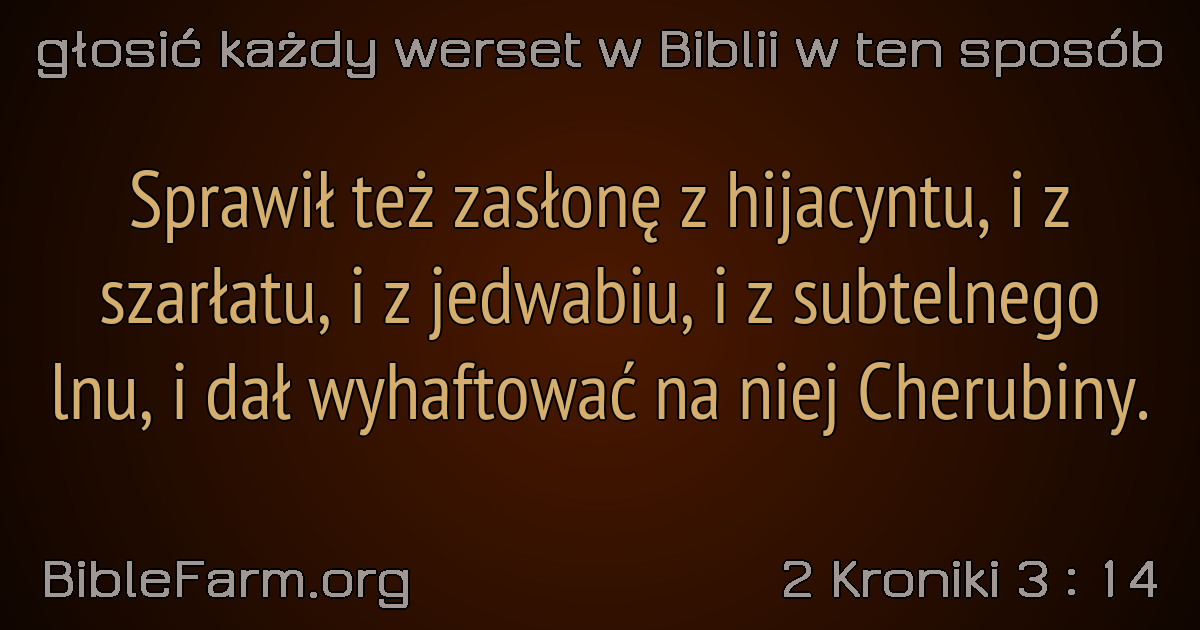 głosić każdy werset w Biblii w ten sposób
Sprawił też zasłonę z hijacyntu, i z
szarłatu, i z jedwabiu, i z subtelnego
lnu, i dał wyhaftować na niej Cherubiny.
BibleFarm.org
2 Kroniki 3 : 14